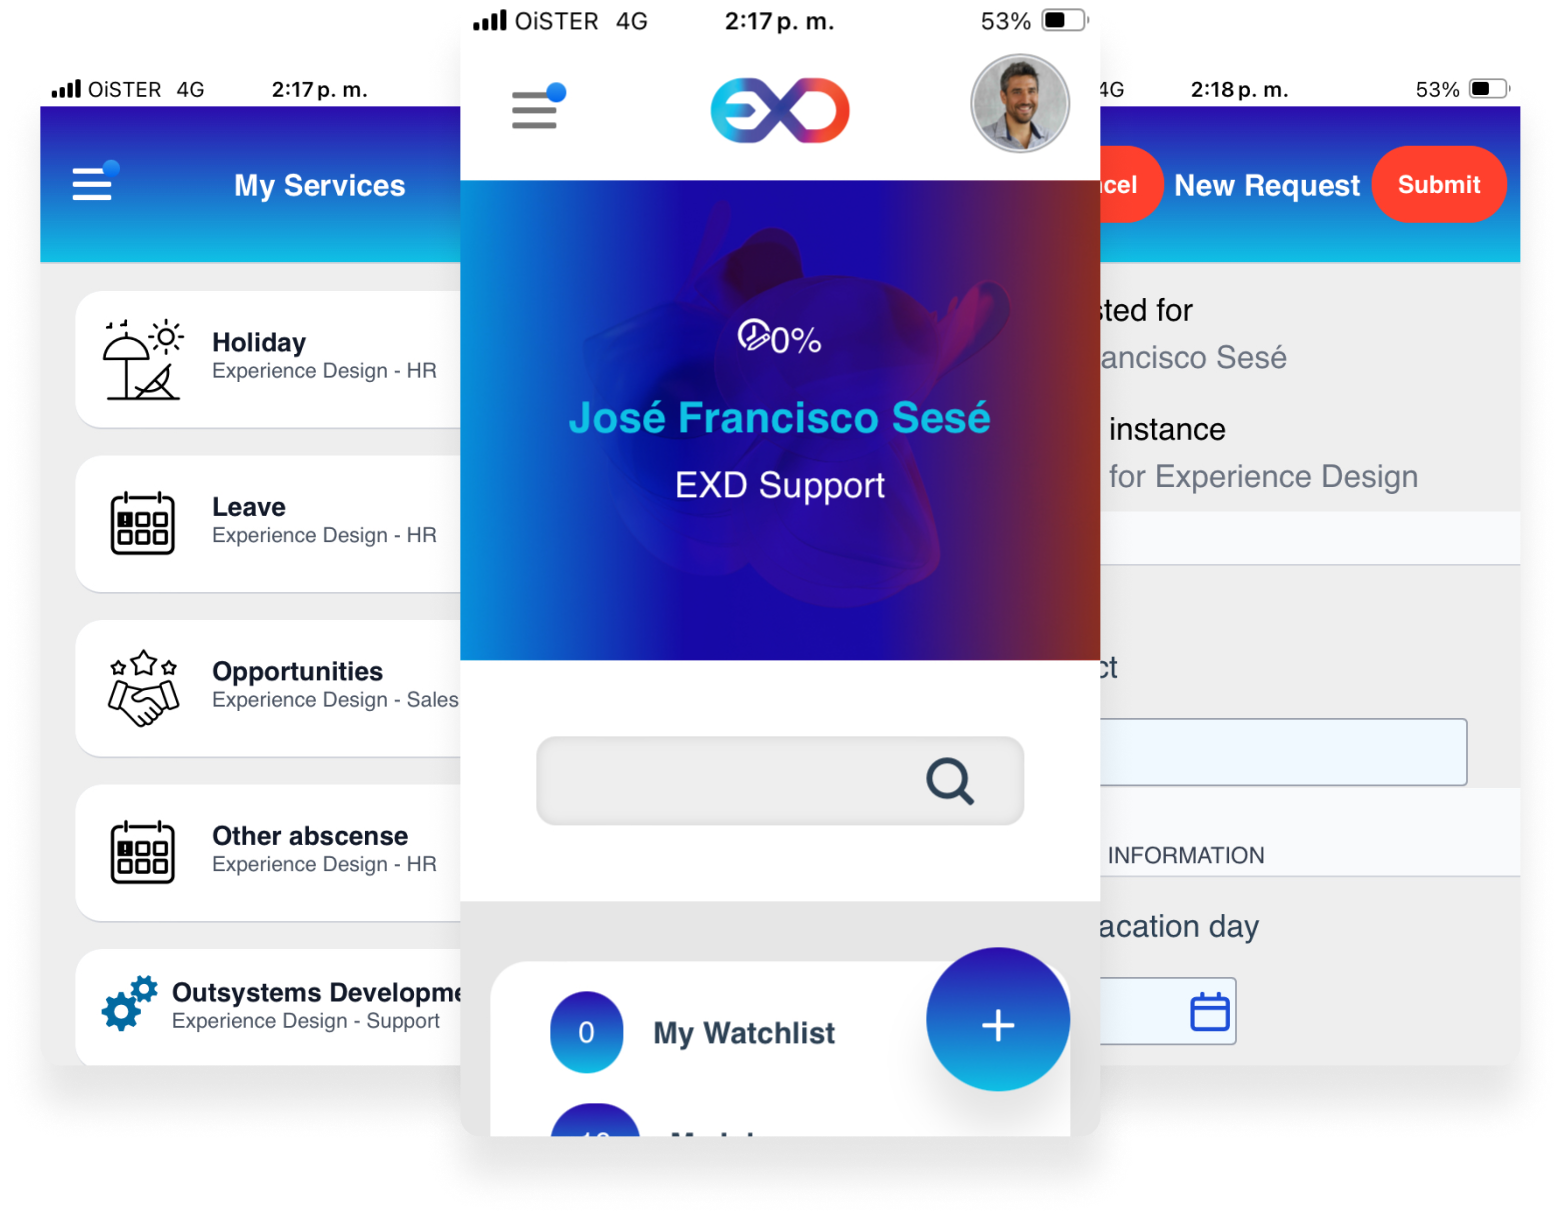 OiSTER 4G 2:17 p. m.
My Services
Holiday
Experience Design - HR
Leave
Experience Design - HR
Opportunities
Experience Design - Sales
Other abscense
Experience Design - HR
Outsystems Developme
Experience Design - Support
OiSTER 4G 2:17 p. m. 53%
EXD
0%
José Francisco Sesé
EXD Support
0 My Watchlist
4G 2:18 p. m. 53%
cel New Request Submit
sted for
ancisco Sesé
instance
for Experience Design
ct
INFORMATION
acation day